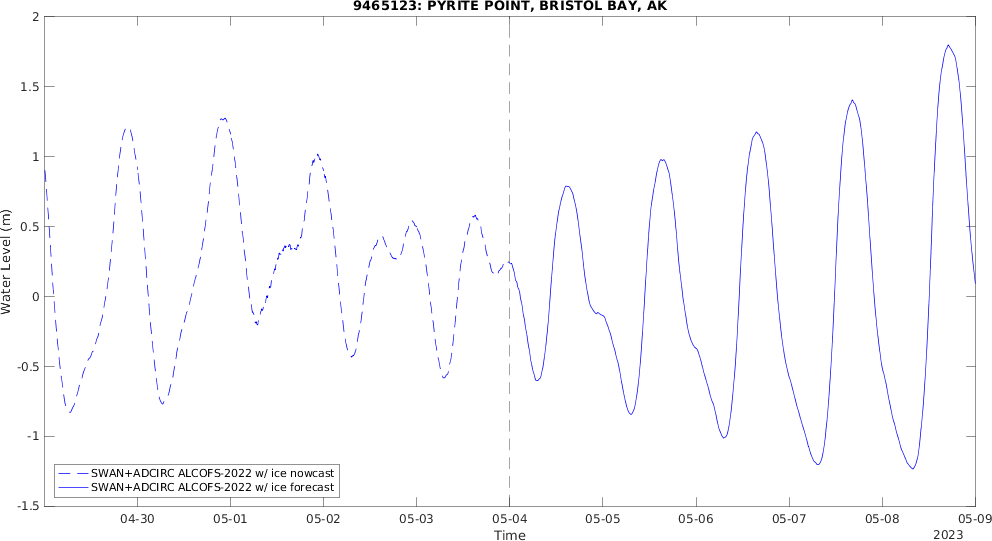 9465123: PYRITE POINT, BRISTOL BAY, AK
2
1.5
1
0.5
0
-0.5
-1
-1.5
Water Level (m)
SWAN+ADCIRC ALCOFS-2022 w/ ice nowcast
SWAN+ADCIRC ALCOFS-2022 w/ ice forecast
04-30 05-01 05-02 05-03 05-04 05-05 05-06 05-07 05-08 05-09
Time
2023